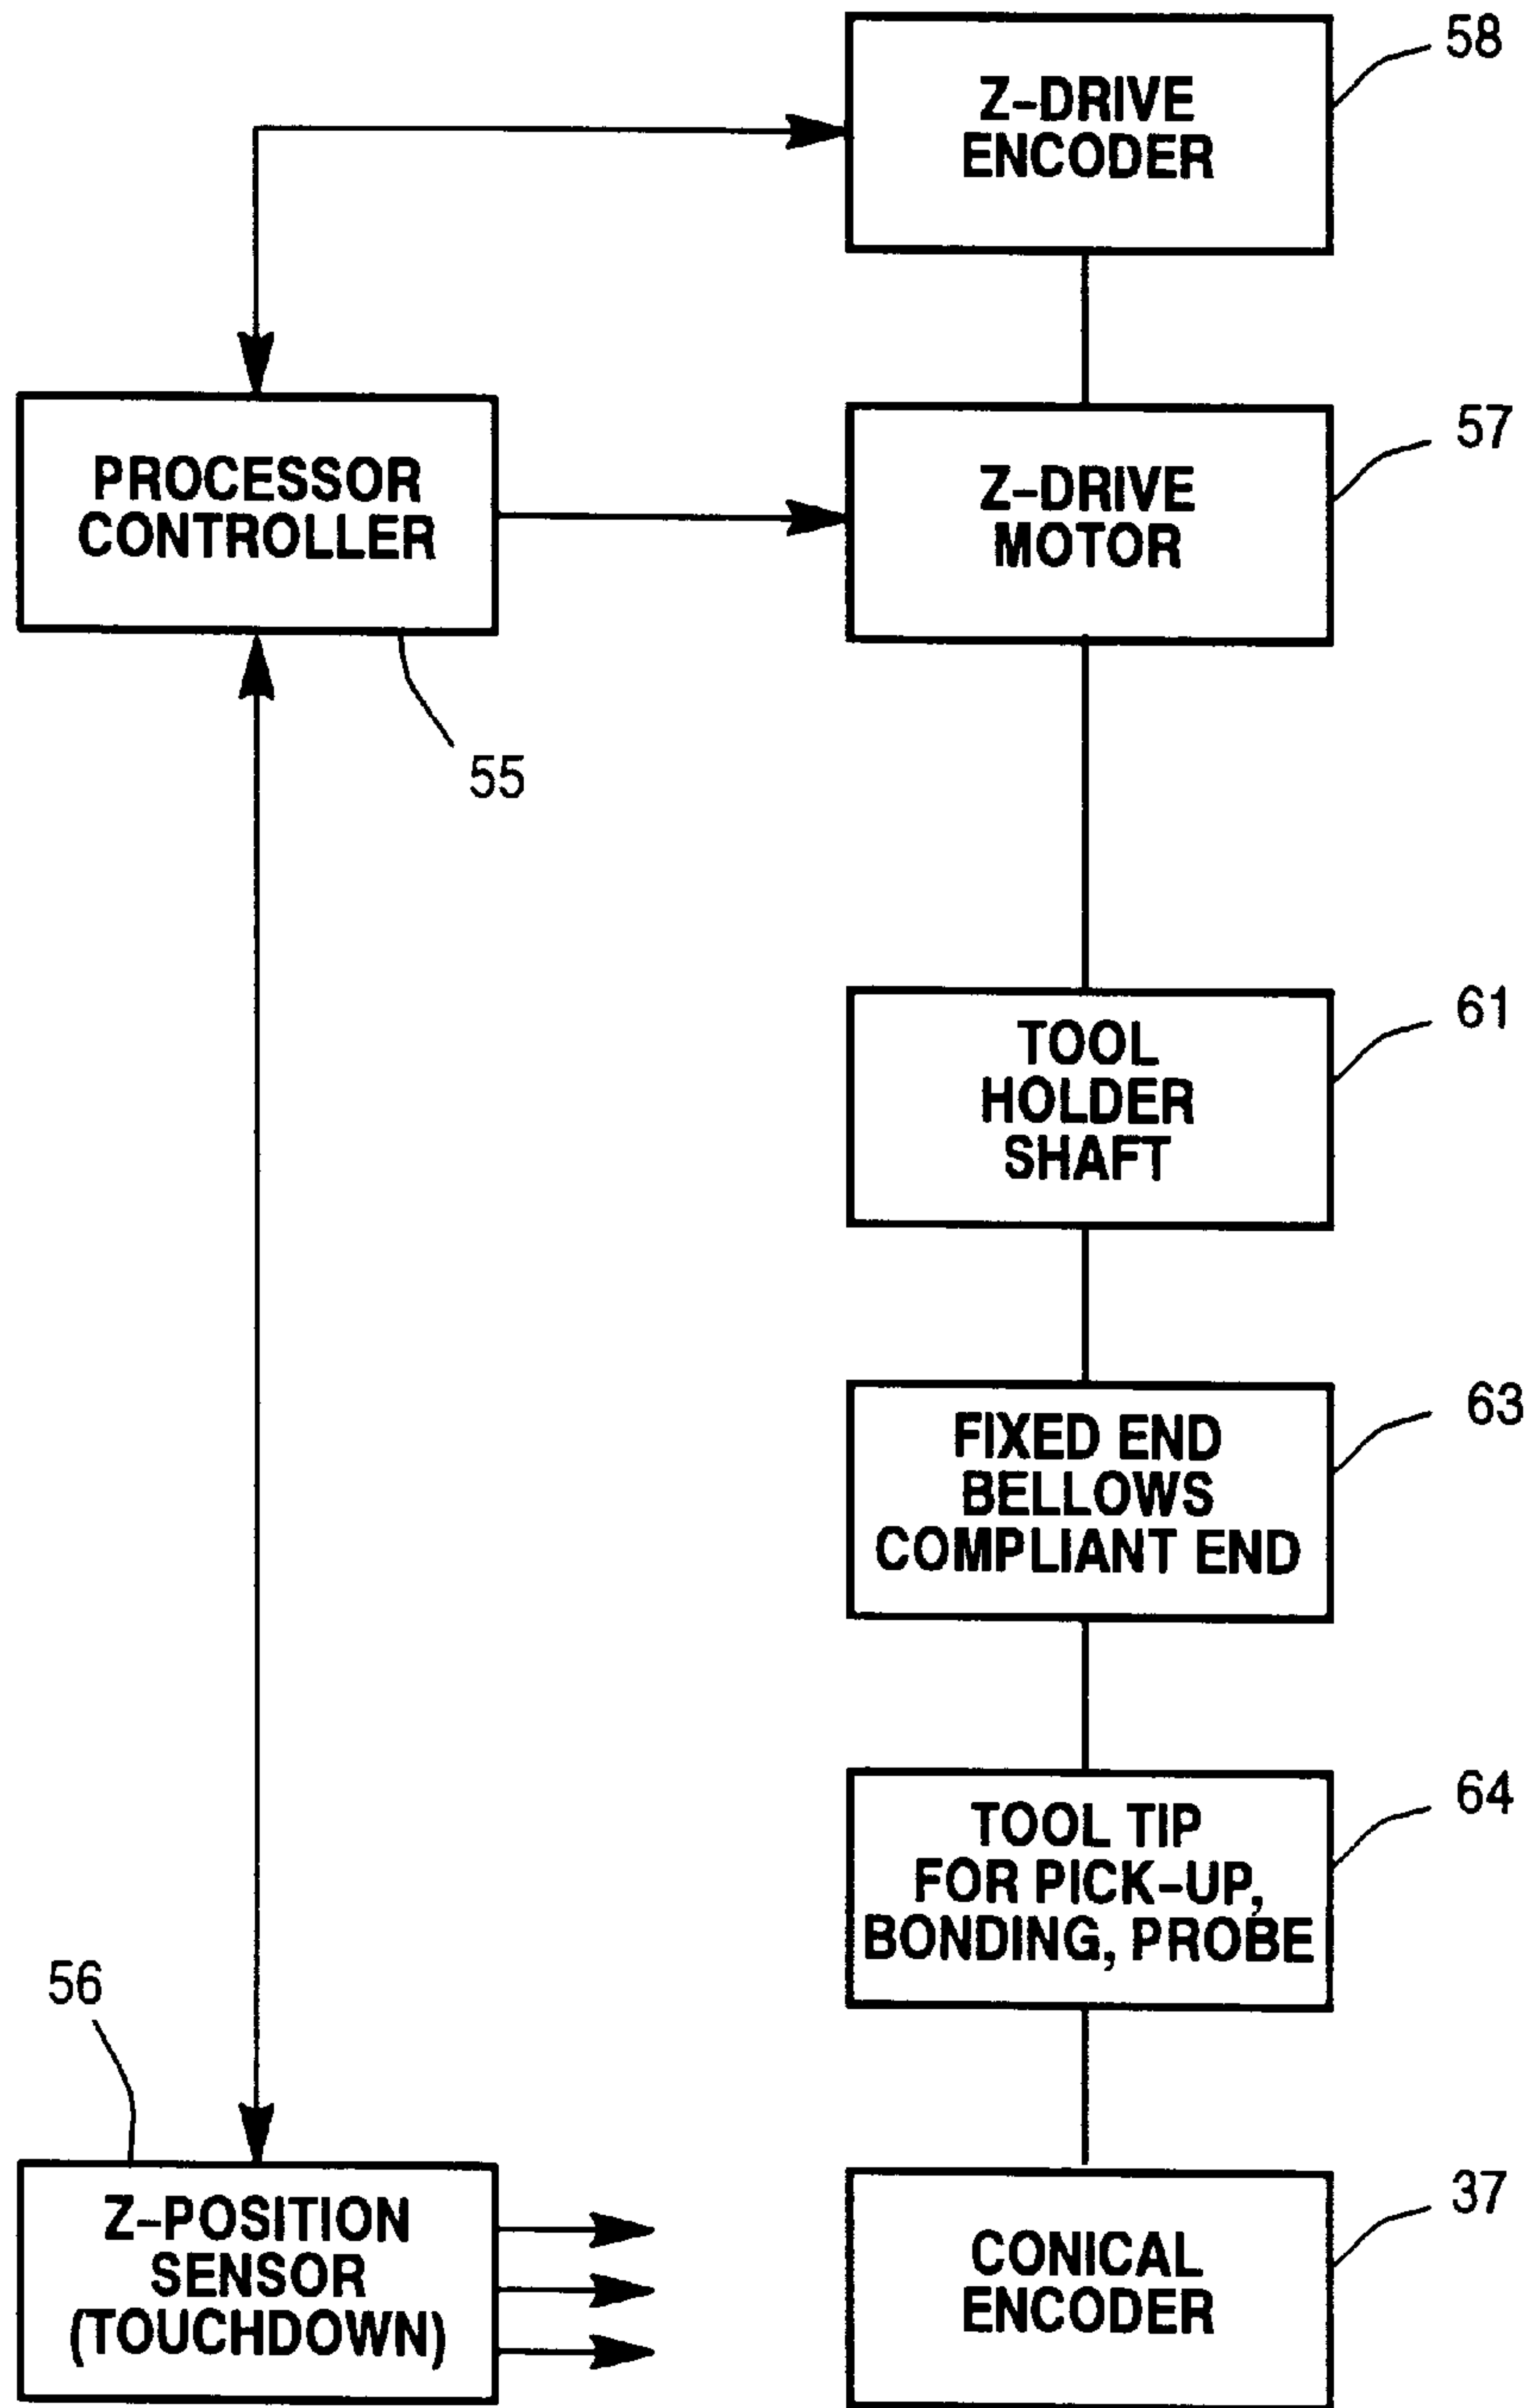 58
Z-DRIVE
ENCODER
57
PROCESSOR
CONTROLLER
Z-DRIVE
MOTOR
55
61
TOOL
HOLDER
SHAFT
63
FIXED END
BELLOWS
COMPLIANT END
64
TOOL TIP
FOR PICK-UP,
BONDING, PROBE
56
37
Z-POSITION
SENSOR
(TOUCHDOWN)
CONICAL
ENCODER